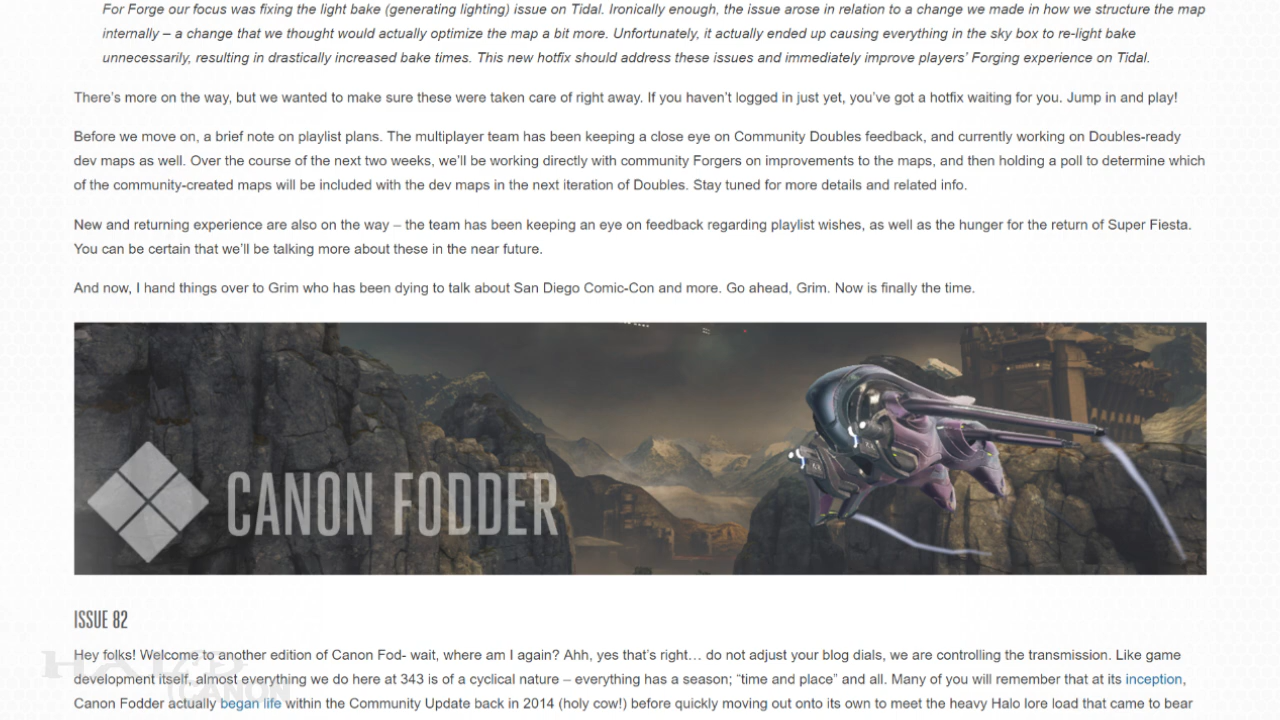 For Forge our focus was fixing the light bake (generating lighting) issue on Tidal. Ironically enough, the issue arose in relation to a change we made in how we structure the map
internally – a change that we thought would actually optimize the map a bit more. Unfortunately, it actually ended up causing everything in the sky box to re-light bake
unnecessarily, resulting in drastically increased bake times. This new hotfix should address these issues and immediately improve players’ Forging experience on Tidal.
There’s more on the way, but we wanted to make sure these were taken care of right away. If you haven’t logged in just yet, you’ve got a hotfix waiting for you. Jump in and play!
Before we move on, a brief note on playlist plans. The multiplayer team has been keeping a close eye on Community Doubles feedback, and currently working on Doubles-ready
dev maps as well. Over the course of the next two weeks, we’ll be working directly with community Forgers on improvements to the maps, and then holding a poll to determine which
of the community-created maps will be included with the dev maps in the next iteration of Doubles. Stay tuned for more details and related info.
New and returning experience are also on the way – the team has been keeping an eye on feedback regarding playlist wishes, as well as the hunger for the return of Super Fiesta.
You can be certain that we’ll be talking more about these in the near future.
And now, I hand things over to Grim who has been dying to talk about San Diego Comic-Con and more. Go ahead, Grim. Now is finally the time.
CANON FODDER
ISSUE 82
Hey folks! Welcome to another edition of Canon Fod- wait, where am I again? Ahh, yes that’s right… do not adjust your blog dials, we are controlling the transmission. Like game
development itself, almost everything we do here at 343 is of a cyclical nature – everything has a season; “time and place” and all. Many of you will remember that at its inception,
Canon Fodder actually began life within the Community Update back in 2014 (holy cow!) before quickly moving out onto its own to meet the heavy Halo lore load that came to bear
CANON